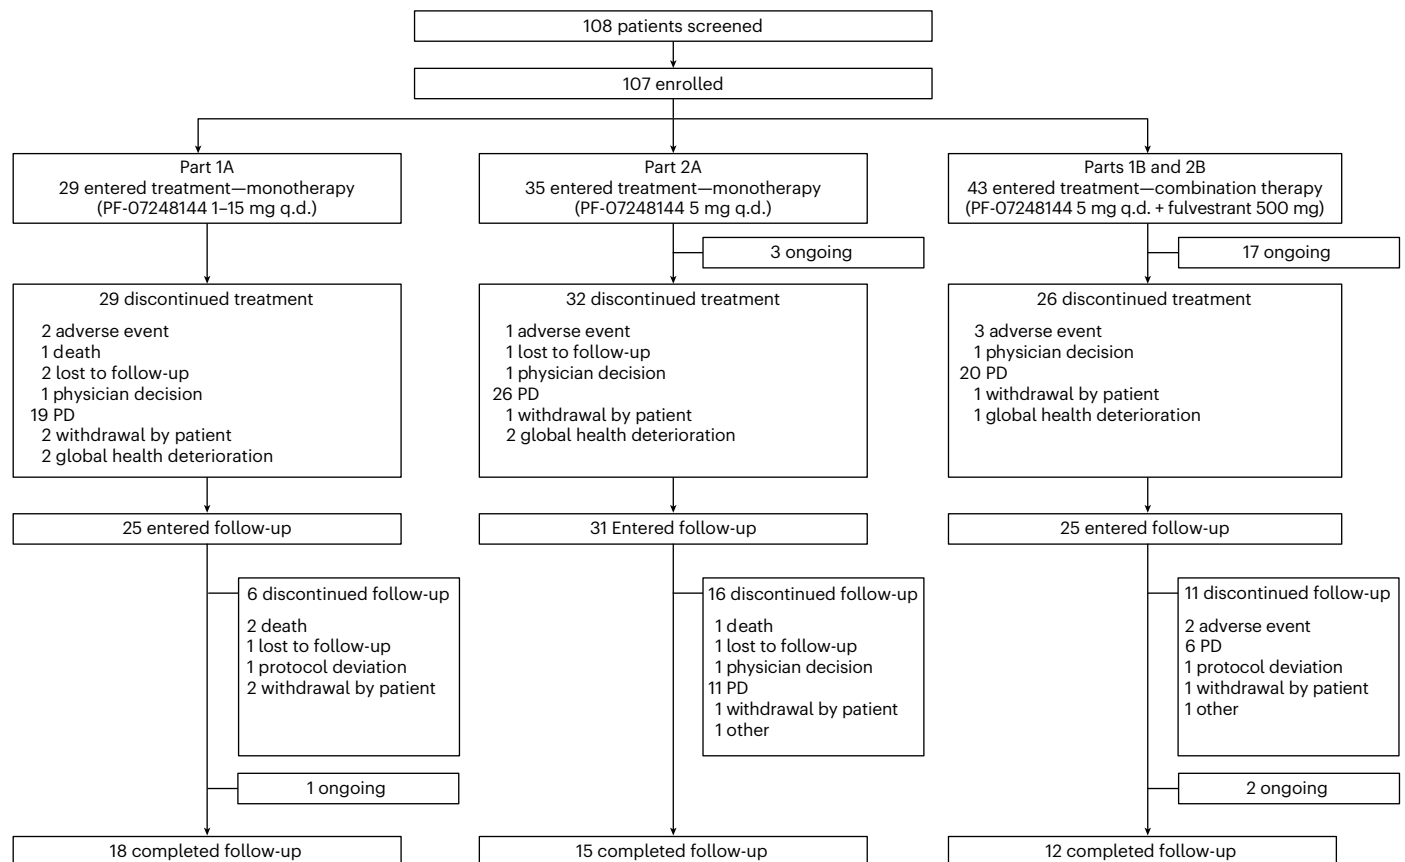 108 patients screened
107 enrolled
Part 1A
29 entered treatment—monotherapy
(PF-07248144 1–15 mg q.d.)
Part 2A
35 entered treatment—monotherapy
(PF-07248144 5 mg q.d.)
Parts 1B and 2B
43 entered treatment—combination therapy
(PF-07248144 5 mg q.d. + fulvestrant 500 mg)
3 ongoing
17 ongoing
29 discontinued treatment
2 adverse event
1 death
2 lost to follow-up
1 physician decision
19 PD
2 withdrawal by patient
2 global health deterioration
32 discontinued treatment
1 adverse event
1 lost to follow-up
1 physician decision
26 PD
1 withdrawal by patient
2 global health deterioration
26 discontinued treatment
3 adverse event
1 physician decision
20 PD
1 withdrawal by patient
1 global health deterioration
25 entered follow-up
31 Entered follow-up
25 entered follow-up
6 discontinued follow-up
2 death
1 lost to follow-up
1 protocol deviation
2 withdrawal by patient
16 discontinued follow-up
1 death
1 lost to follow-up
1 physician decision
11 PD
1 withdrawal by patient
1 other
11 discontinued follow-up
2 adverse event
6 PD
1 protocol deviation
1 withdrawal by patient
1 other
1 ongoing
2 ongoing
18 completed follow-up
15 completed follow-up
12 completed follow-up